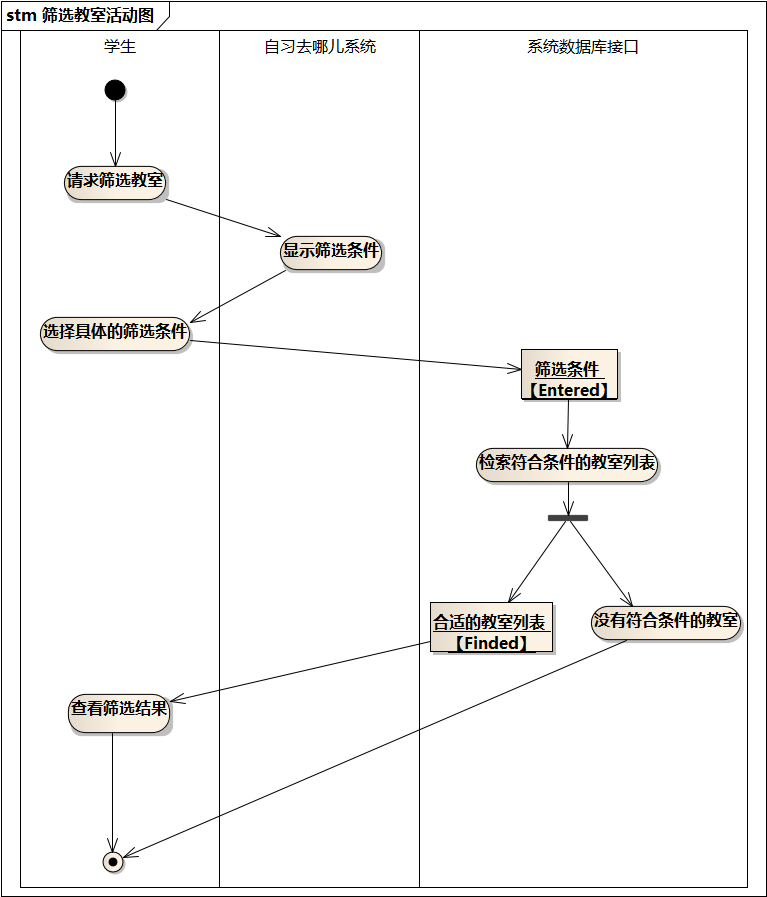 stm 筛选教室活动图
学生
自习去哪儿系统
系统数据库接口
请求筛选教室
显示筛选条件
选择具体的筛选条件
筛选条件
【Entered】
检索符合条件的教室列表
合适的教室列表
【Finded】
没有符合条件的教室
查看筛选结果